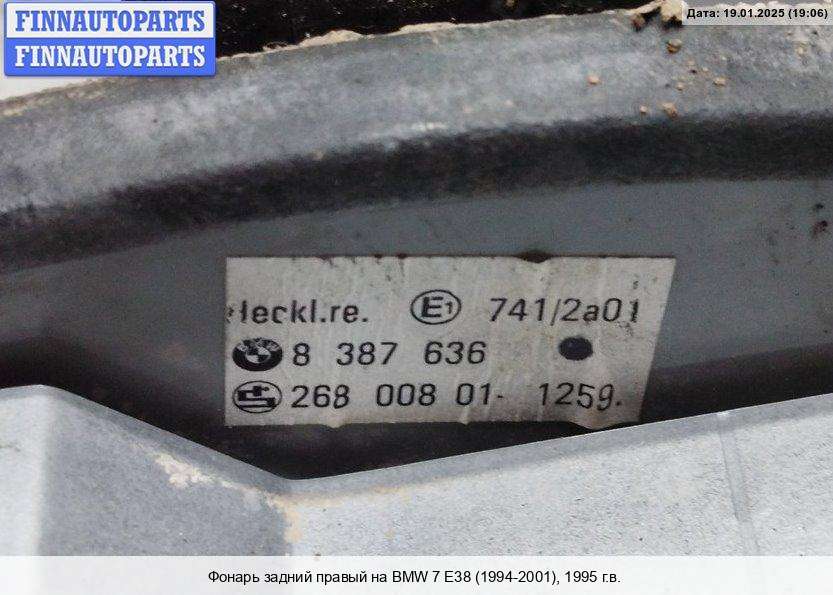 FINNAUTOPARTS
FINNAUTOPARTS
Дата: 19.01.2025 (19:06)
Heckl.re. E1 741/2a01
8 387 636
268 008 01- 1259.
Фонарь задний правый на BMW 7 E38 (1994-2001), 1995 г.в.